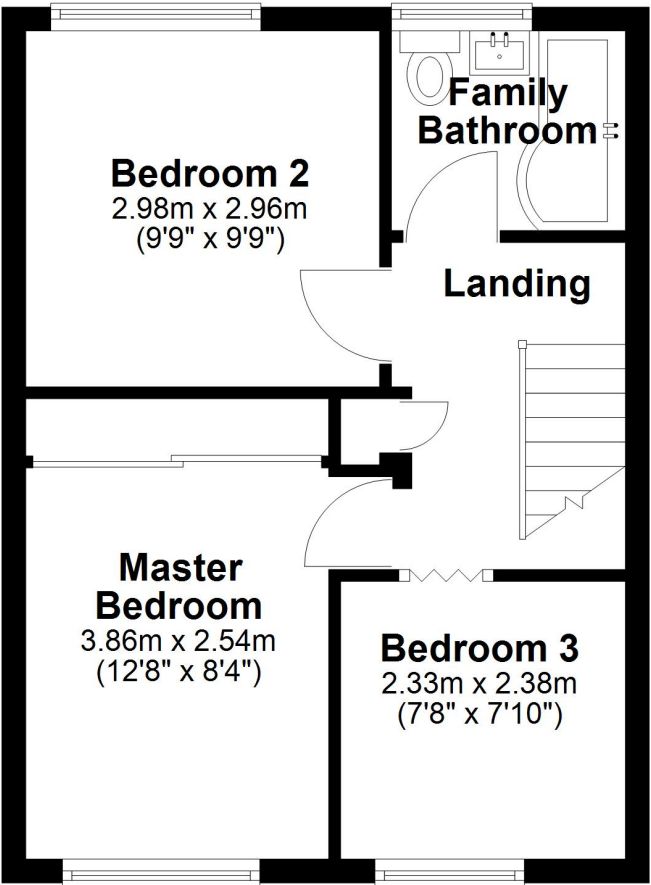 Family
Bathroom
Bedroom 2
2.98m x 2.96m
(9'9" x 9'9")
Landing
Master
Bedroom
3.86m x 2.54m
(12'8" x 8'4")
Bedroom 3
2.33m x 2.38m
(7'8" x 7'10")